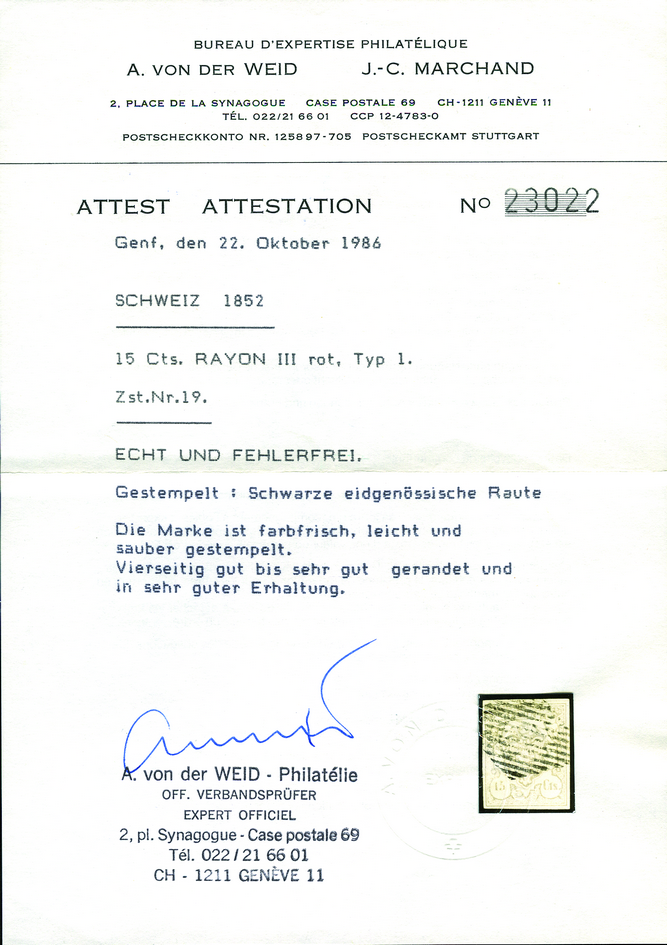 BUREAU D'EXPERTISE PHILATÉLIQUE
A. VON DER WEID J.-C. MARCHAND
2, PLACE DE LA SYNAGOGUE CASE POSTALE 69 CH-1211 GENÈVE 11
TÉL. 022/21 66 01 CCP 12-4783-0
POSTSCHECKKONTO NR. 125897-705 POSTSCHECKAMT STUTTGART
ATTEST ATTESTATION Nº 23022
Genf, den 22. Oktober 1986
SCHWEIZ 1852
15 Cts. RAYON III rot, Typ 1.
Zst.Nr.19.
ECHT UND FEHLERFREI.
Gestempelt : Schwarze eidgenössische Raute
Die Marke ist farbfrisch, leicht und
sauber gestempelt.
Vierseitig gut bis sehr gut gerandet und
in sehr guter Erhaltung.
A. von der WEID - Philatélie
OFF. VERBANDSPRÜFER
EXPERT OFFICIEL
2, pl. Synagogue - Case postale 69
Tél. 022/21 66 01
CH - 1211 GENÈVE 11
A. VON
15 Cts.